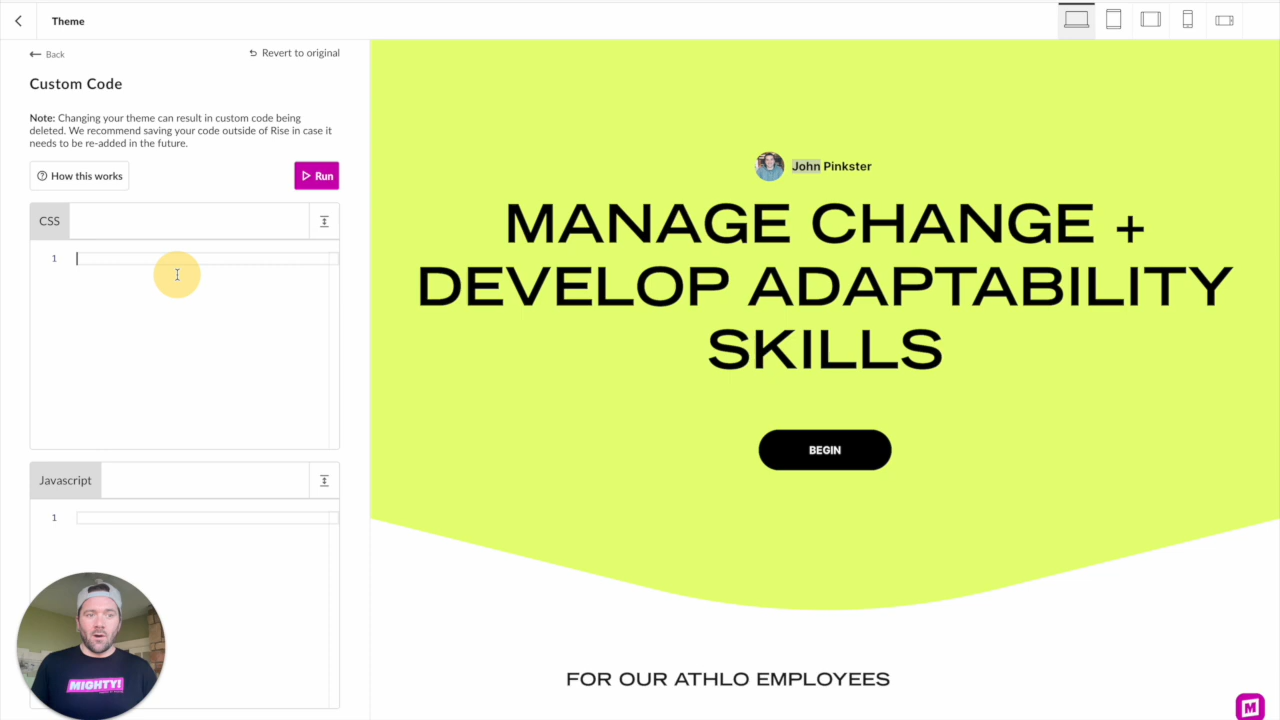 Theme
Back
Revert to original
Custom Code
Note: Changing your theme can result in custom code being
deleted. We recommend saving your code outside of Rise in case it
needs to be re-added in the future.
How this works
Run
CSS
1
Javascript
1
MIGHTY!
John Pinkster
MANAGE CHANGE +
DEVELOP ADAPTABILITY
SKILLS
BEGIN
FOR OUR ATHLO EMPLOYEES
M